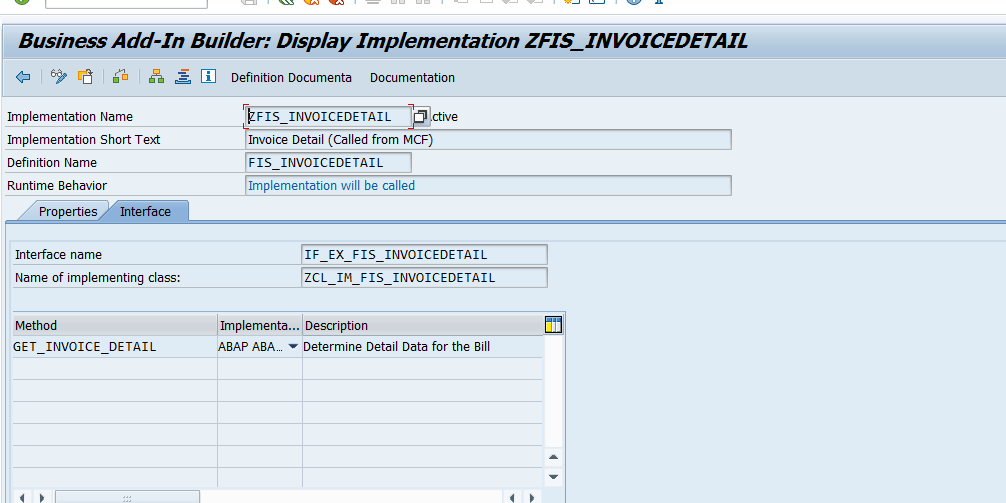 Business Add-In Builder: Display Implementation ZFIS_INVOICEDETAIL
Definition Documenta Documentation
Implementation Name ZFIS_INVOICEDETAIL ctive
Implementation Short Text Invoice Detail (Called from MCF)
Definition Name FIS_INVOICEDETAIL
Runtime Behavior Implementation will be called
Properties Interface
Interface name IF_EX_FIS_INVOICEDETAIL
Name of implementing class: ZCL_IM_FIS_INVOICEDETAIL
Method Implementa... Description
GET_INVOICE_DETAIL ABAP ABA... Determine Detail Data for the Bill